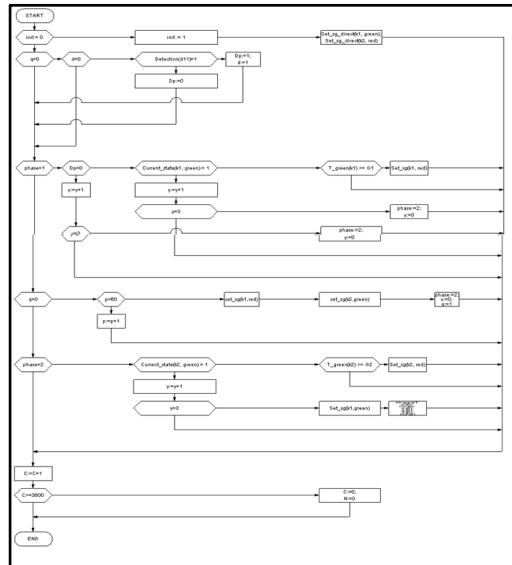 START
init = 0
init := 1
Set_sg_direct(k1, green);
Set_sg_direct(k2, red)
q=0
d=0
Detection(d11)=1
Dp:=1;
d:=1
Dp:=0
phase=1
Dp=0
Current_state(k1, green) = 1
T_green(k1) >= G1
Set_sg(k1, red)
y:=y+1
y:=y+1
y=3
phase:=2;
y:=0
phase:=2;
y:=0
q=0
p=60
set_sg(k1,red)
set_sg(k2,green)
phase:=2;
y:=0;
q:=1
p:=p+1
phase=2
Current_state(k2, green) = 1
T_green(k2) >= G2
Set_sg(k2, red)
y:=y+1
y=3
Set_sg(k1,green)
C:=C+1
C>=3600
C:=0;
N:=0
END